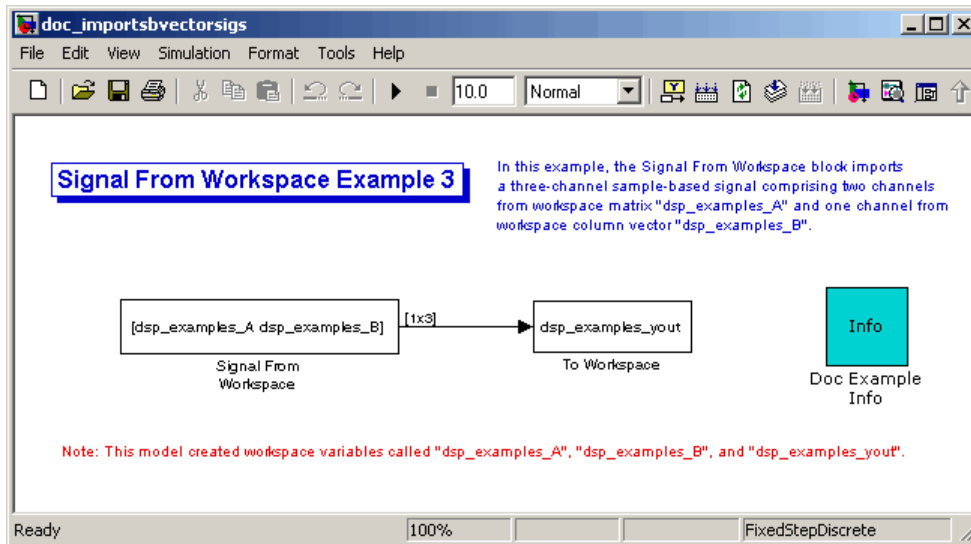 doc_importsbvectorsigs
File Edit View Simulation Format Tools Help
10.0 Normal
Signal From Workspace Example 3
In this example, the Signal From Workspace block imports
a three-channel sample-based signal comprising two channels
from workspace matrix "dsp_examples_A" and one channel from
workspace column vector "dsp_examples_B".
[dsp_examples_A dsp_examples_B]
[1x3]
dsp_examples_yout
Info
Signal From
Workspace
To Workspace
Doc Example
Info
Note: This model created workspace variables called "dsp_examples_A", "dsp_examples_B", and "dsp_examples_yout".
Ready 100% FixedStepDiscrete